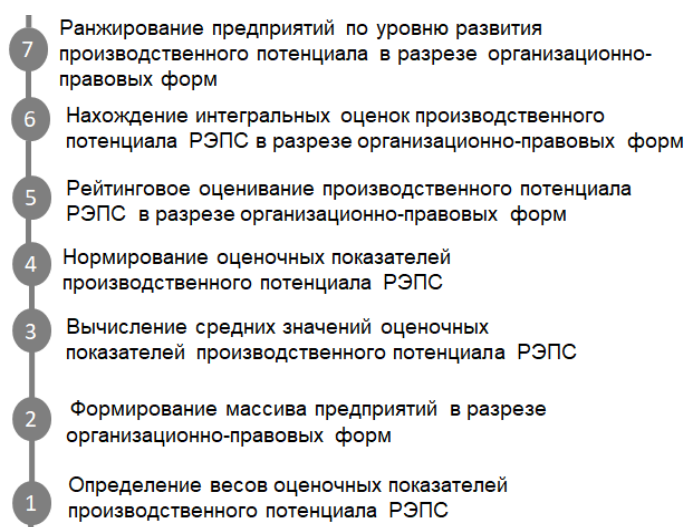 7
Ранжирование предприятий по уровню развития
производственного потенциала в разрезе организационно-
правовых форм
6
Нахождение интегральных оценок производственного
потенциала РЭПС в разрезе организационно-правовых форм
5
Рейтинговое оценивание производственного потенциала
РЭПС в разрезе организационно-правовых форм
4
Нормирование оценочных показателей
производственного потенциала РЭПС
3
Вычисление средних значений оценочных
показателей производственного потенциала РЭПС
2
Формирование массива предприятий в разрезе
организационно-правовых форм
1
Определение весов оценочных показателей
производственного потенциала РЭПС